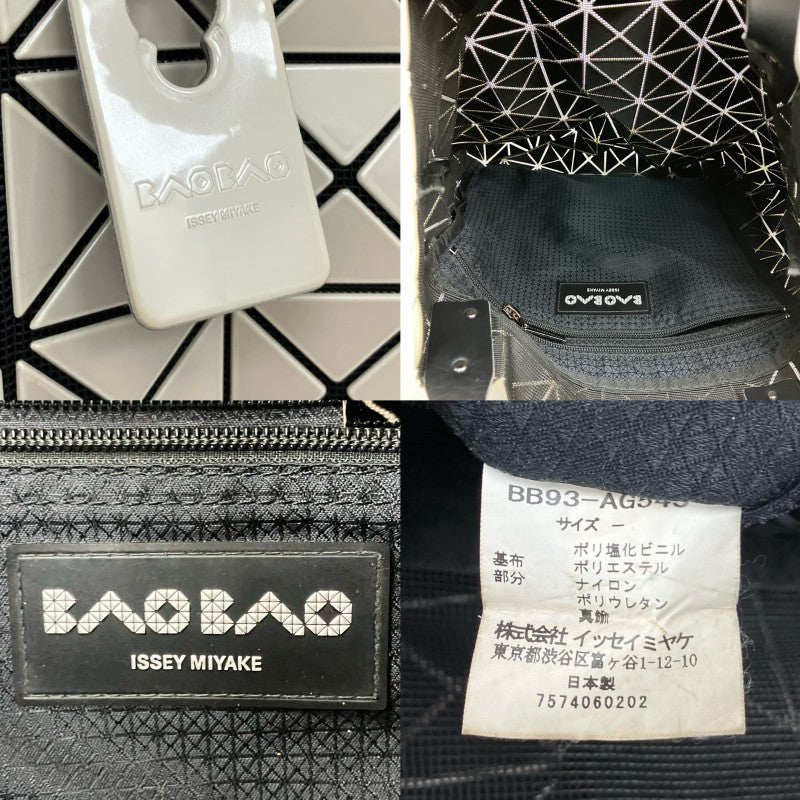 BAOBAO
ISSEY MIYAKE
BAOBAO
ISSEY MIYAKE
BAOBAO
ISSEY MIYAKE
サイズ －
基布
部分
ポリ塩化ビニル
ポリエステル
ナイロン
ポリウレタン
真鍮
株式会社 イッセイミヤケ
東京都渋谷区富ヶ谷1-12-10
日本製
7574060202